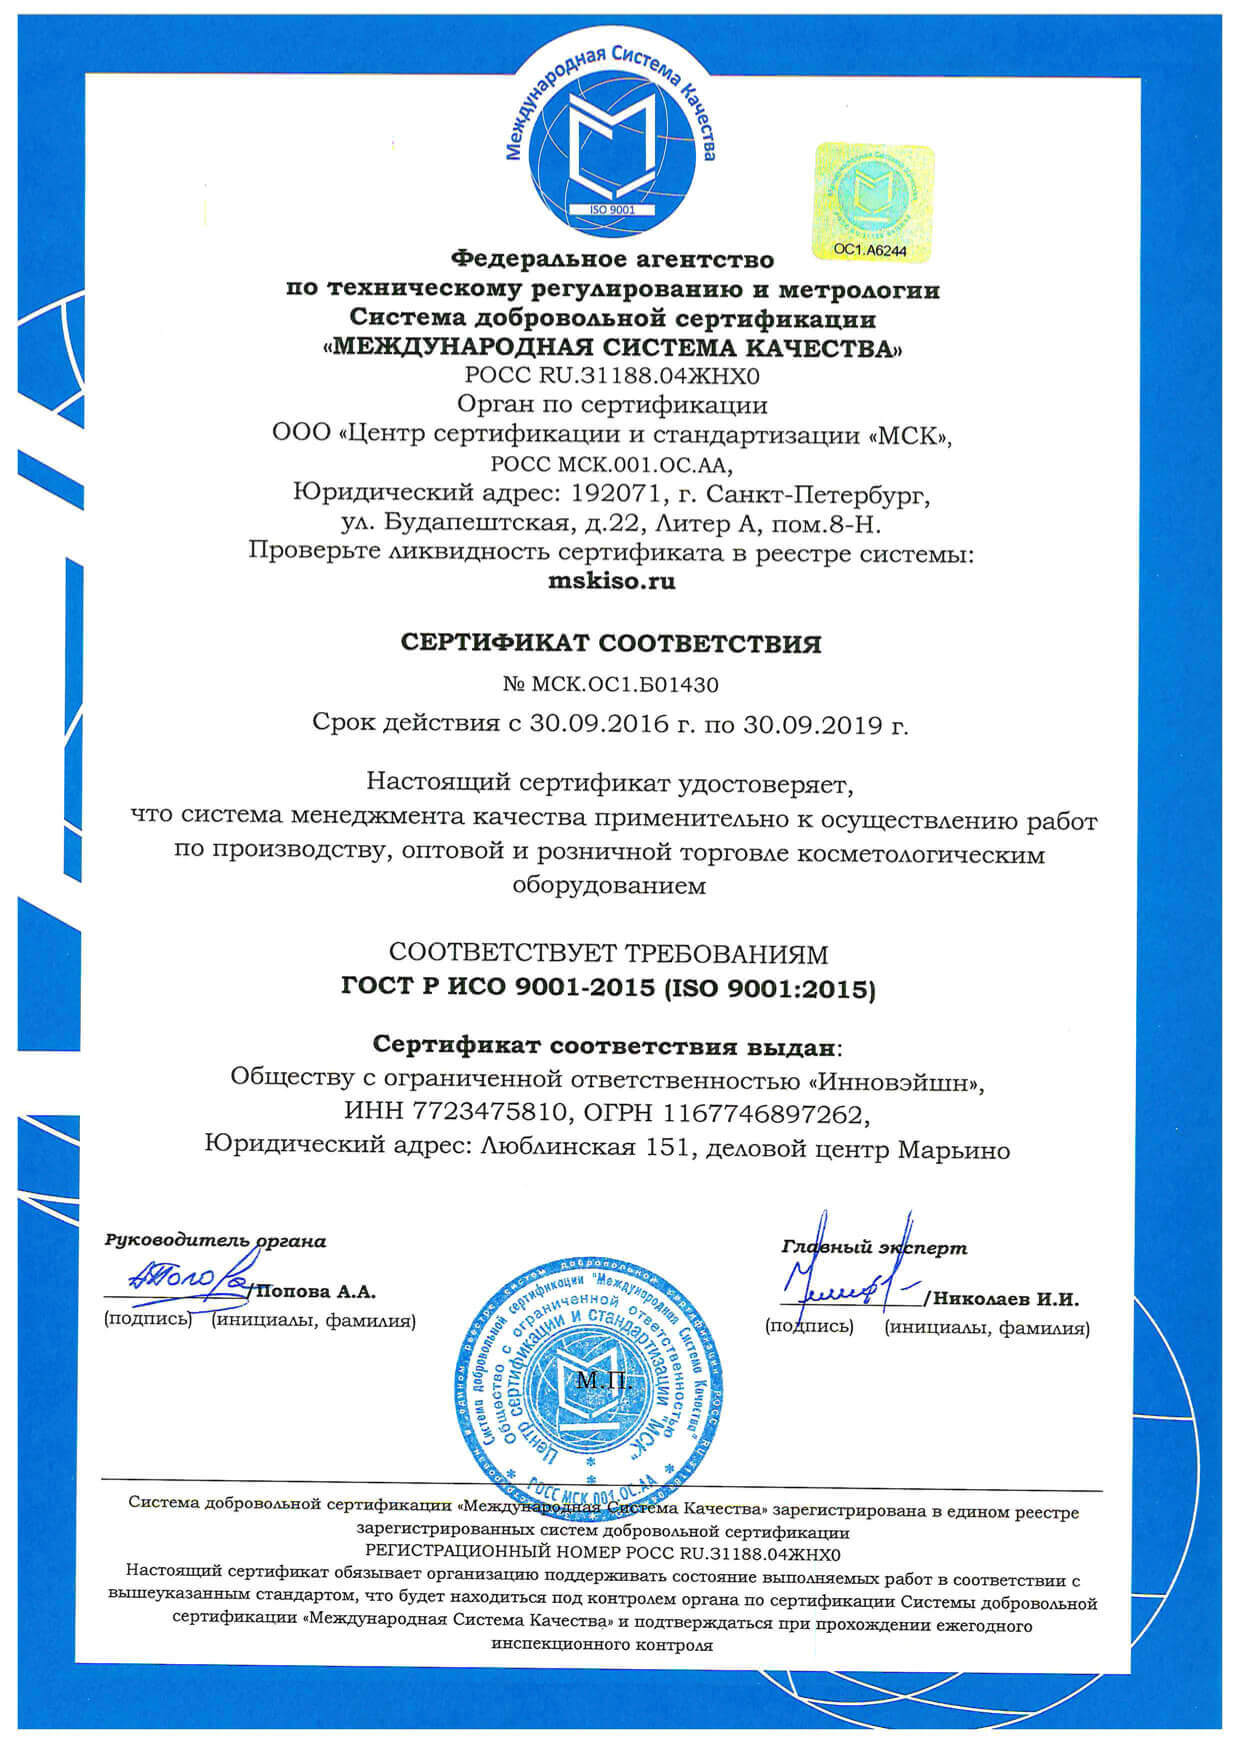 Международная Система Качества
ISO 9001
ОС1.А6244
Федеральное агентство
по техническому регулированию и метрологии
Система добровольной сертификации
«МЕЖДУНАРОДНАЯ СИСТЕМА КАЧЕСТВА»
РОСС RU.31188.04ЖНХ0
Орган по сертификации
ООО «Центр сертификации и стандартизации «МСК»,
РОСС МСК.001.ОС.АА,
Юридический адрес: 192071, г. Санкт-Петербург,
ул. Будапештская, д.22, Литер А, пом.8-Н.
Проверьте ликвидность сертификата в реестре системы:
mskiso.ru
СЕРТИФИКАТ СООТВЕТСТВИЯ
№ МСК.ОС1.Б01430
Срок действия с 30.09.2016 г. по 30.09.2019 г.
Настоящий сертификат удостоверяет,
что система менеджмента качества применительно к осуществлению работ
по производству, оптовой и розничной торговле косметологическим
оборудованием
СООТВЕТСТВУЕТ ТРЕБОВАНИЯМ
ГОСТ Р ИСО 9001-2015 (ISO 9001:2015)
Сертификат соответствия выдан:
Обществу с ограниченной ответственностью «Инновэйшн»,
ИНН 7723475810, ОГРН 1167746897262,
Юридический адрес: Люблинская 151, деловой центр Марьино
Руководитель органа
/Попова А.А.
(подпись) (инициалы, фамилия)
Главный эксперт
/Николаев И.И.
(подпись) (инициалы, фамилия)
Система добровольной сертификации "Международная Система Качества"
Общество с ограниченной ответственностью
Центр сертификации и стандартизации "МСК"
РОСС МСК.001.ОС.АА
М.П.
Система добровольной сертификации «Международная Система Качества» зарегистрирована в едином реестре
зарегистрированных систем добровольной сертификации
РЕГИСТРАЦИОННЫЙ НОМЕР РОСС RU.31188.04ЖНХ0
Настоящий сертификат обязывает организацию поддерживать состояние выполняемых работ в соответствии с
вышеуказанным стандартом, что будет находиться под контролем органа по сертификации Системы добровольной
сертификации «Международная Система Качества» и подтверждаться при прохождении ежегодного
инспекционного контроля